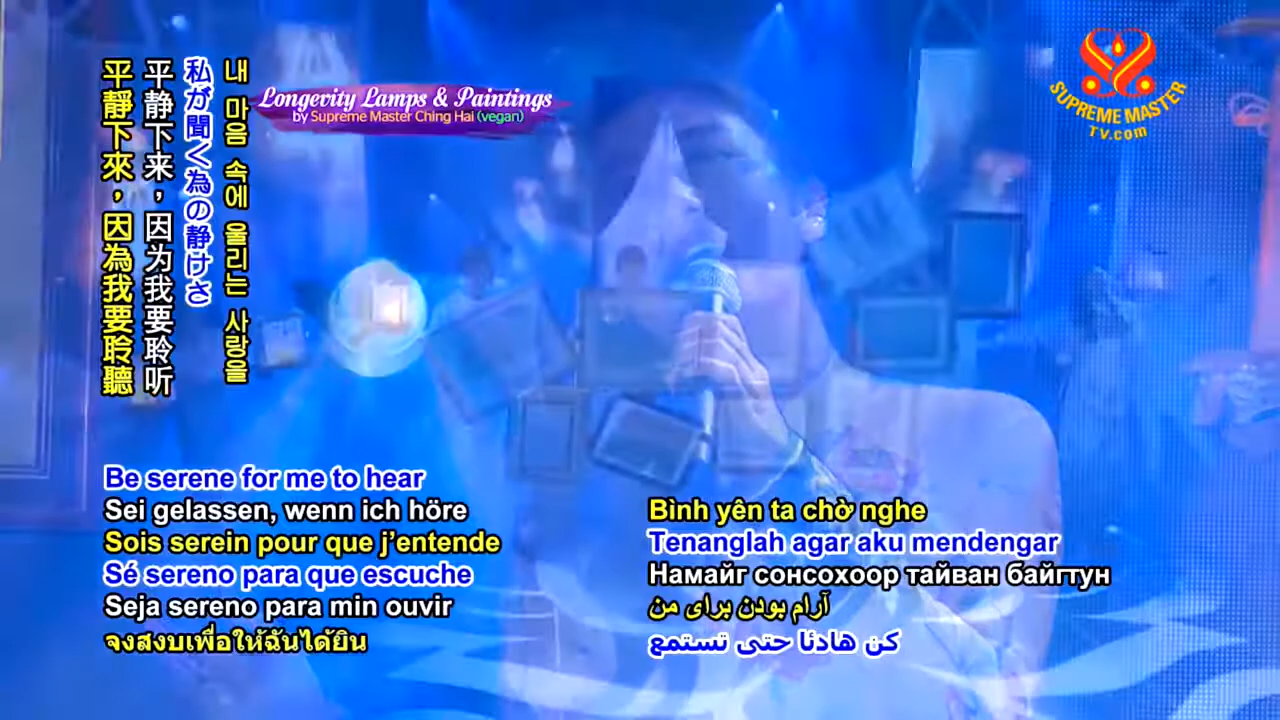 내 마음 속에 울리는 사랑을
私が聞く為の静けさ
平静下来，因为我要聆听
平靜下來，因為我要聆聽
Longevity Lamps & Paintings
by Supreme Master Ching Hai (vegan)
SUPREME MASTER
TV.com
Be serene for me to hear
Sei gelassen, wenn ich höre
Sois serein pour que j’entende
Sé sereno para que escuche
Seja sereno para min ouvir
จงสงบเพื่อให้ฉันได้ยิน
Bình yên ta chờ nghe
Tenanglah agar aku mendengar
Намайг сонсохоор тайван байгтун
آرام بودن برای من
كن هادئا حتى تستمع